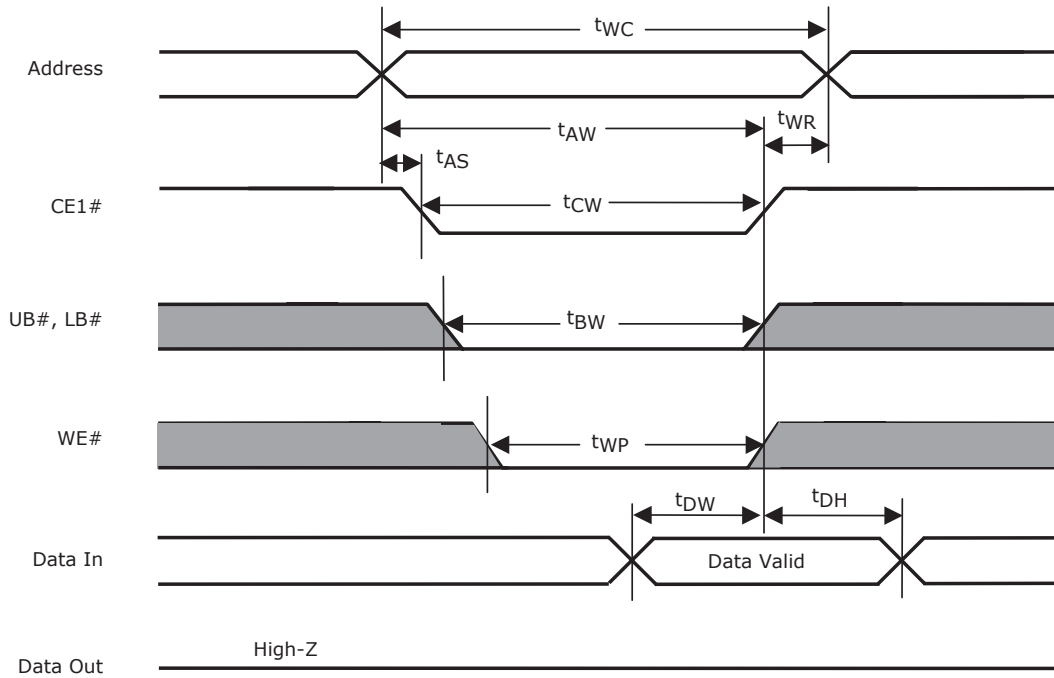 tWC
Address
tAW
tWR
tAS
CE1#
tCW
UB#, LB#
tBW
WE#
tWP
tDW
tDH
Data In
Data Valid
High-Z
Data Out